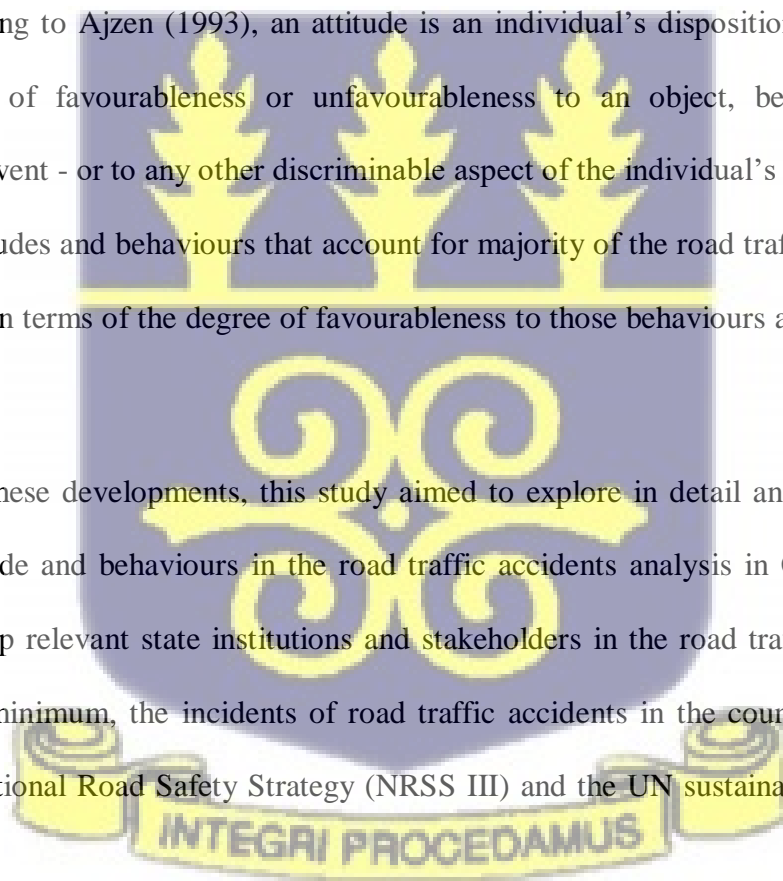 ng to Ajzen (1993), an attitude is an individual's disposition
of favourableness or unfavourableness to an object, be
vent - or to any other discriminable aspect of the individual's
udes and behaviours that account for majority of the road traf
n terms of the degree of favourableness to those behaviours a
hese developments, this study aimed to explore in detail an
de and behaviours in the road traffic accidents analysis in
p relevant state institutions and stakeholders in the road tra
minimum, the incidents of road traffic accidents in the coun
tional Road Safety Strategy (NRSS III) and the UN sustaina
INTEGRI PROCEDAMUS